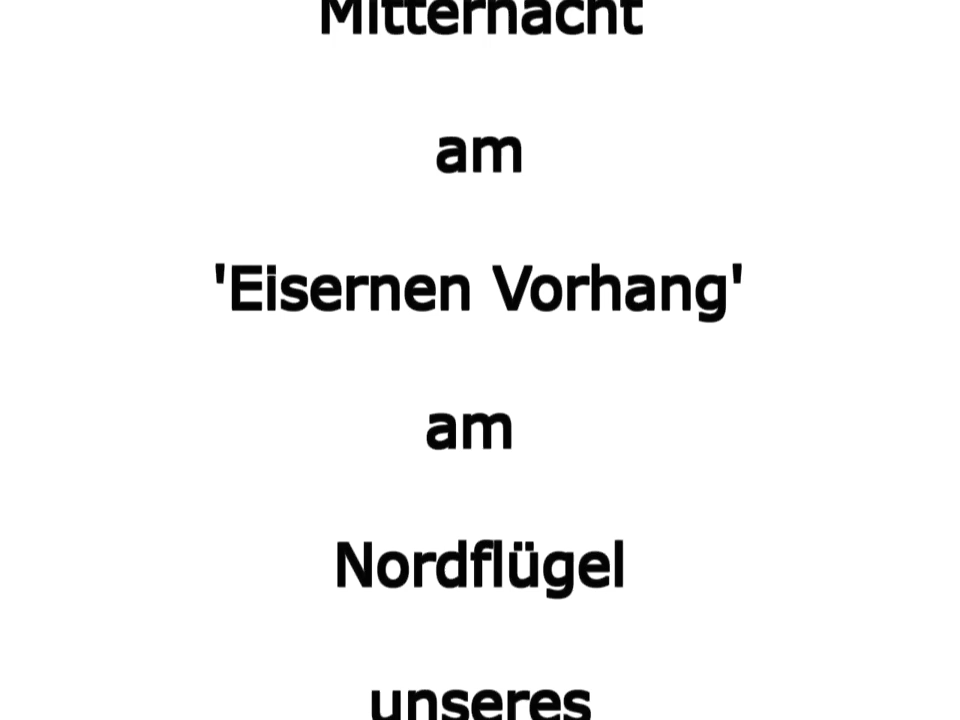 Mitternacht
am
'Eisernen Vorhang'
am
Nordflügel
unseres